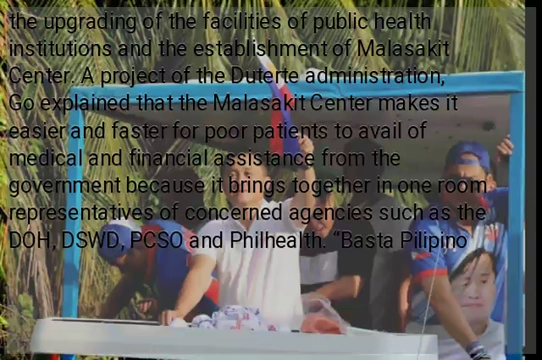 the upgrading of the facilities of public health
institutions and the establishment of Malasakit
Center. A project of the Duterte administration,
Go explained that the Malasakit Center makes it
easier and faster for poor patients to avail of
medical and financial assistance from the
government because it brings together in one room
representatives of concerned agencies such as the
DOH, DSWD, PCSO and Philhealth. “Basta Pilipino